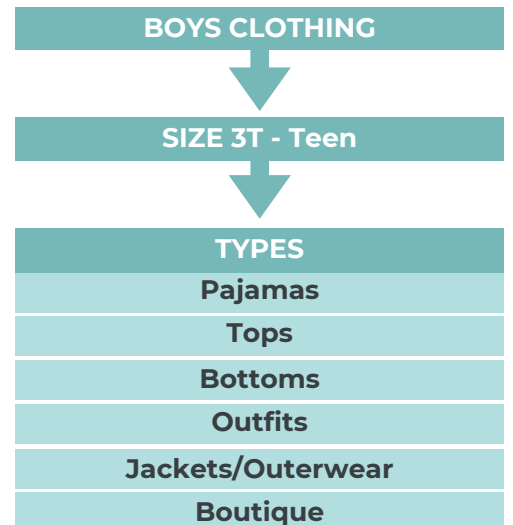 BOYS CLOTHING
SIZE 3T - Teen
TYPES
Pajamas
Tops
Bottoms
Outfits
Jackets/Outerwear
Boutique